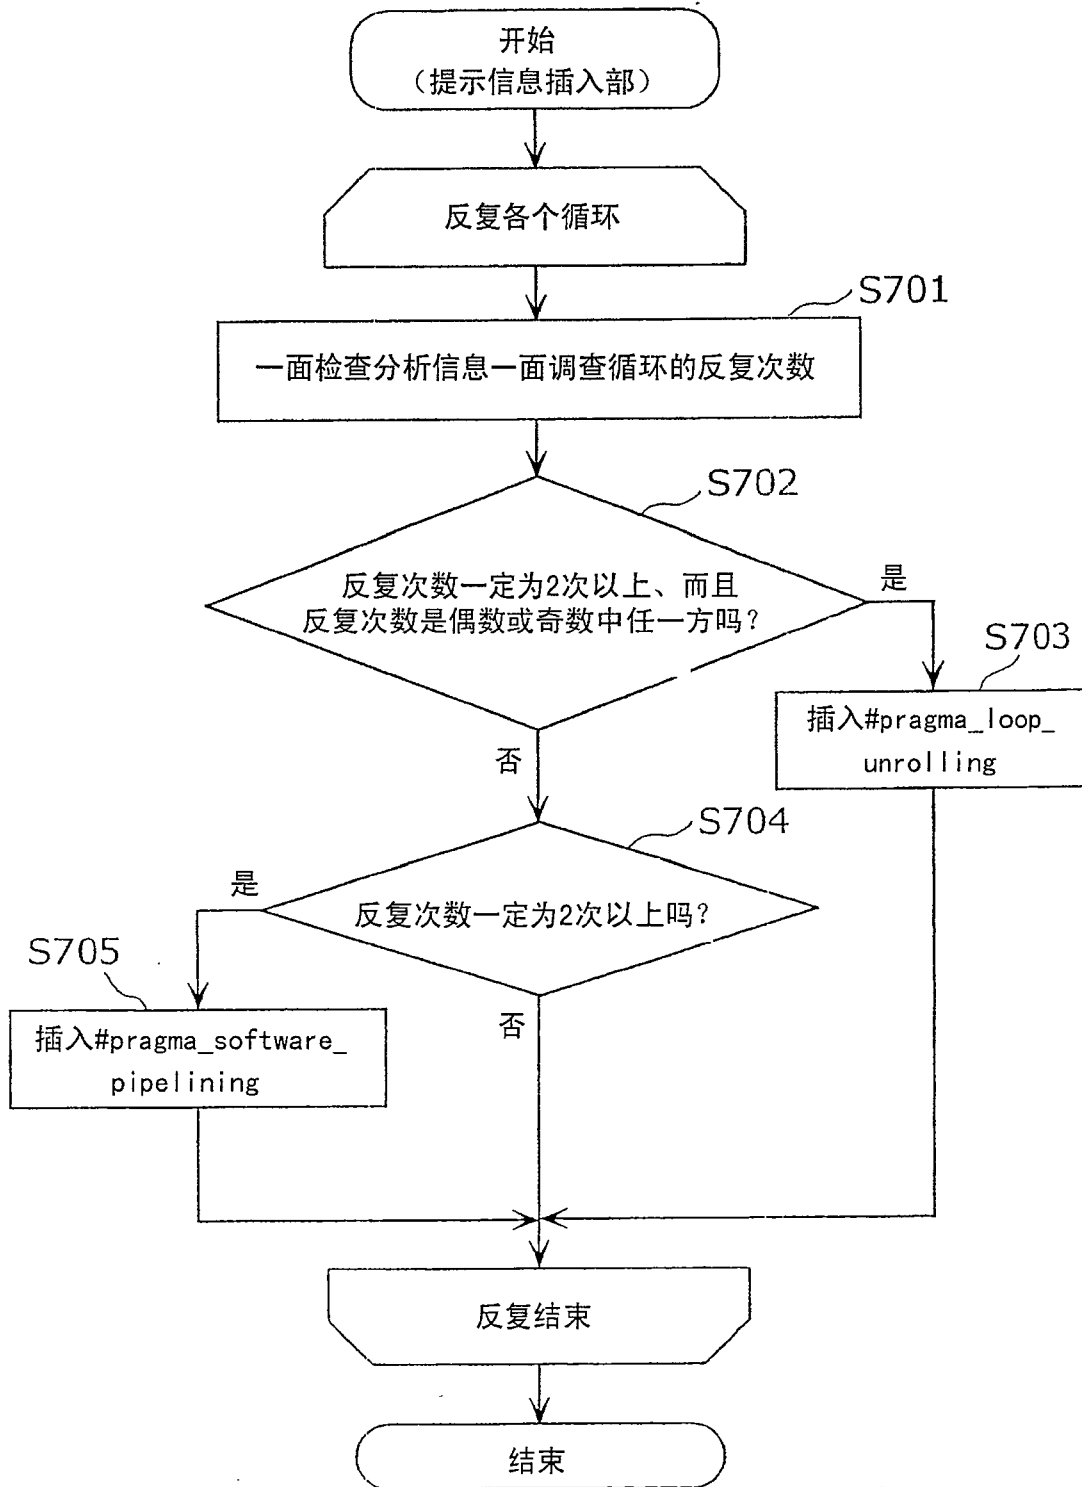 开始
（提示信息插入部）
反复各个循环
S701
一面检查分析信息一面调查循环的反复次数
S702
反复次数一定为2次以上、而且
反复次数是偶数或奇数中任一方吗？
是
S703
插入#pragma_loop_
unrolling
否
S704
是
反复次数一定为2次以上吗？
S705
插入#pragma_software_
pipelining
否
反复结束
结束